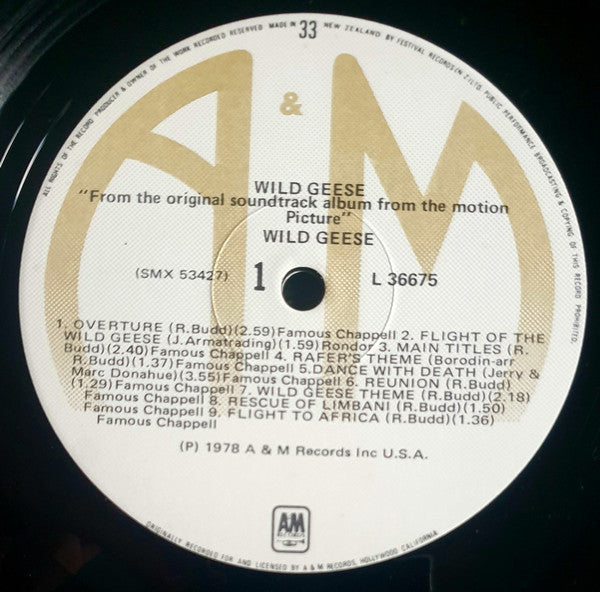 ALL RIGHTS OF THE RECORD PRODUCER & OWNER OF THE WORK RECORDED RESERVED MADE IN 33 NEW ZEALAND BY FESTIVAL RECORDS (N Z) LTD. PUBLIC PERFORMANCE, BROADCASTING & COPYING OF THIS RECORD PROHIBITED.
A & M
WILD GEESE
"From the original soundtrack album from the motion
Picture"
WILD GEESE
(SMX 53427) 1 L 36675
1. OVERTURE (R.Budd)(2.59)Famous Chappell 2. FLIGHT OF THE
WILD GEESE (J.Armatrading)(1.59) Rondor 3. MAIN TITLES (R.
Budd)(2.40)Famous Chappell 4. RAFER'S THEME (Borodin-arr
R.Budd)(1.37)Famous Chappell 5.DANCE WITH DEATH (Jerry &
Marc Donahue)(3.55)Famous Chappell 6. REUNION (R.Budd)
(1.29)Famous Chappell 7. WILD GEESE THEME (R.Budd)(2.18)
Famous Chappell 8. RESCUE OF LIMBANI (R.Budd)(1.50)
Famous Chappell 9. FLIGHT TO AFRICA (R.Budd)(1.36)
Famous Chappell
(P) 1978 A & M Records Inc U.S.A.
A&M
RECORDS
ORIGINALLY RECORDED FOR AND LICENSED BY A & M RECORDS, HOLLYWOOD CALIFORNIA